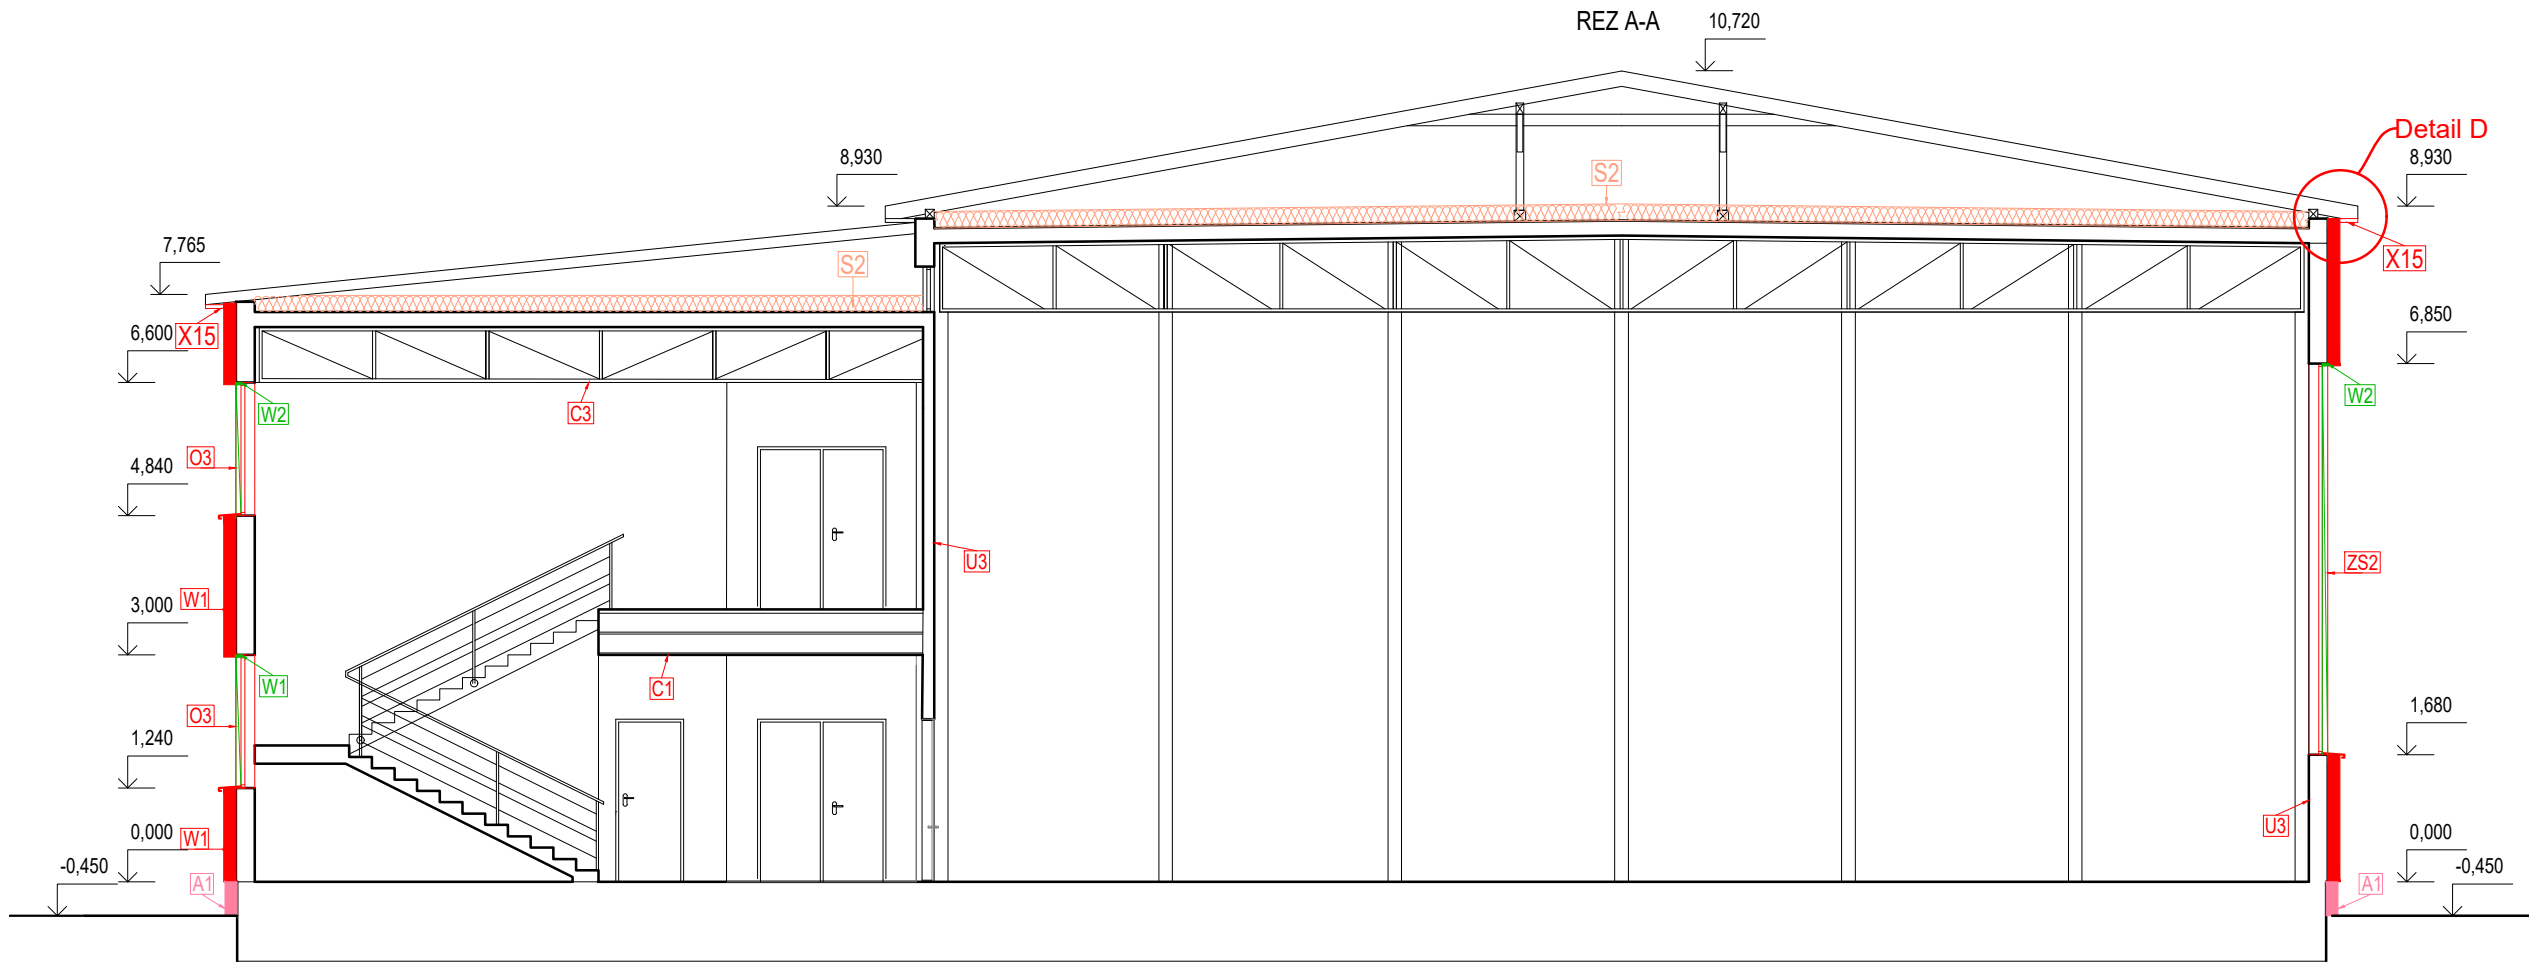 REZ A-A
10,720
Detail D
8,930
8,930
S2
7,765
S2
X15
X15
6,600
6,850
W2
C3
W2
O3
4,840
U3
ZS2
3,000
W1
W1
C1
O3
1,680
1,240
0,000
W1
U3
0,000
-0,450
A1
A1
-0,450